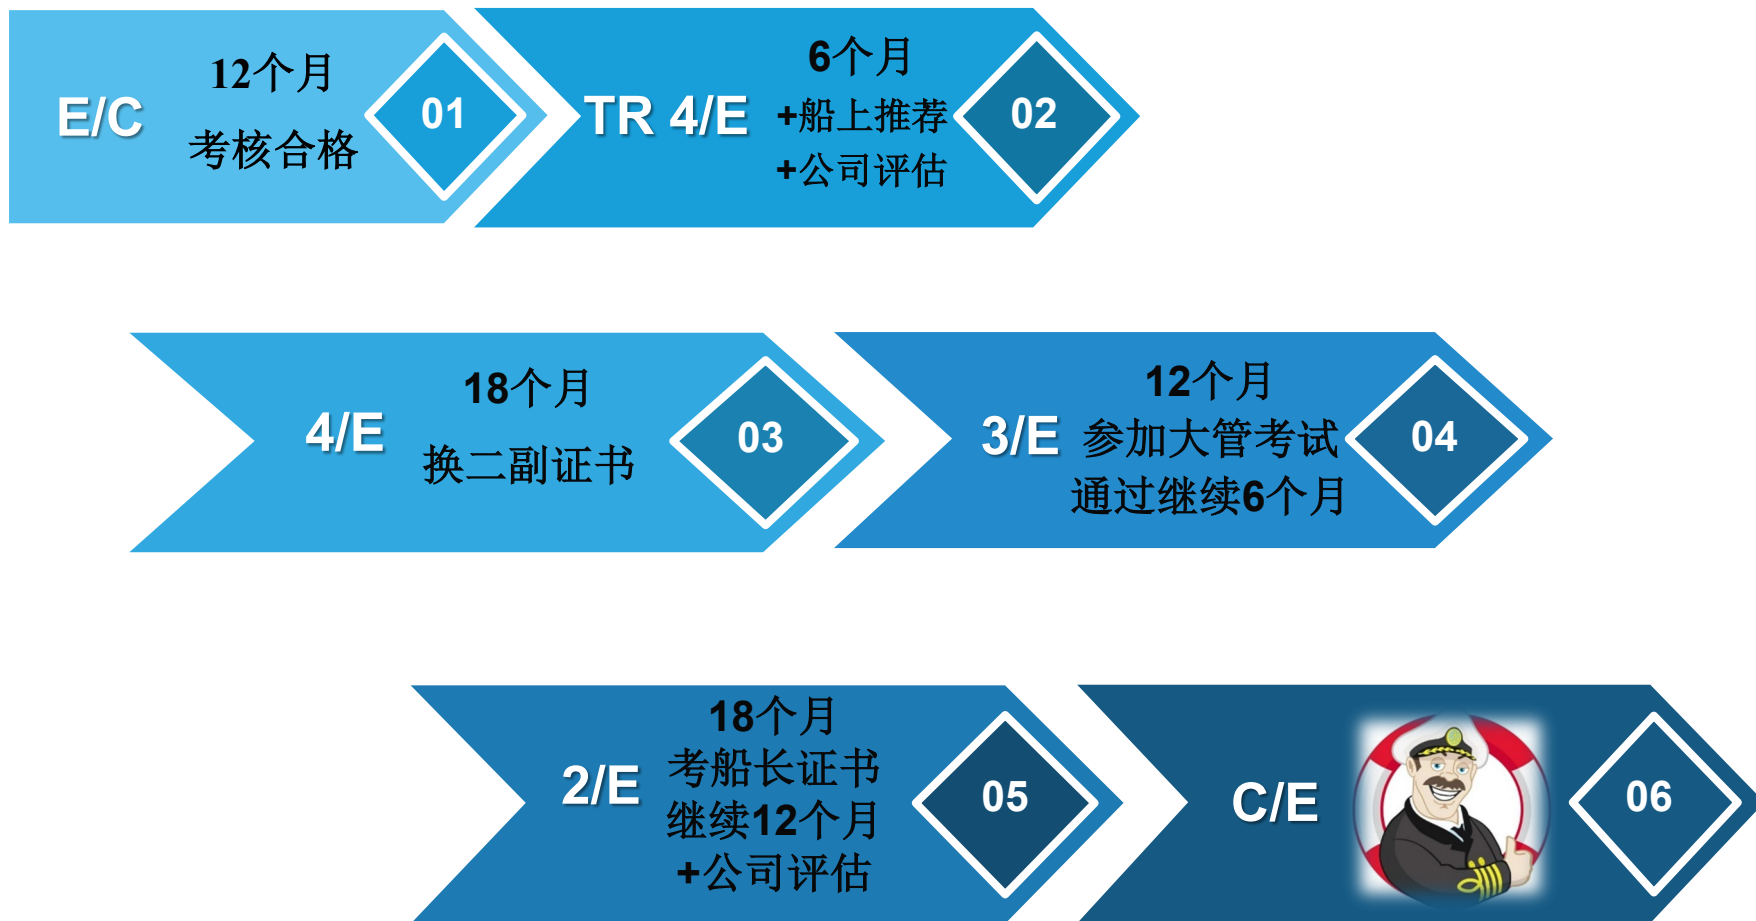 E/C
12个月
考核合格
01
TR 4/E
6个月
+船上推荐
+公司评估
02
4/E
18个月
换二副证书
03
3/E
12个月
参加大管考试
通过继续6个月
04
2/E
18个月
考船长证书
继续12个月
+公司评估
05
C/E
06